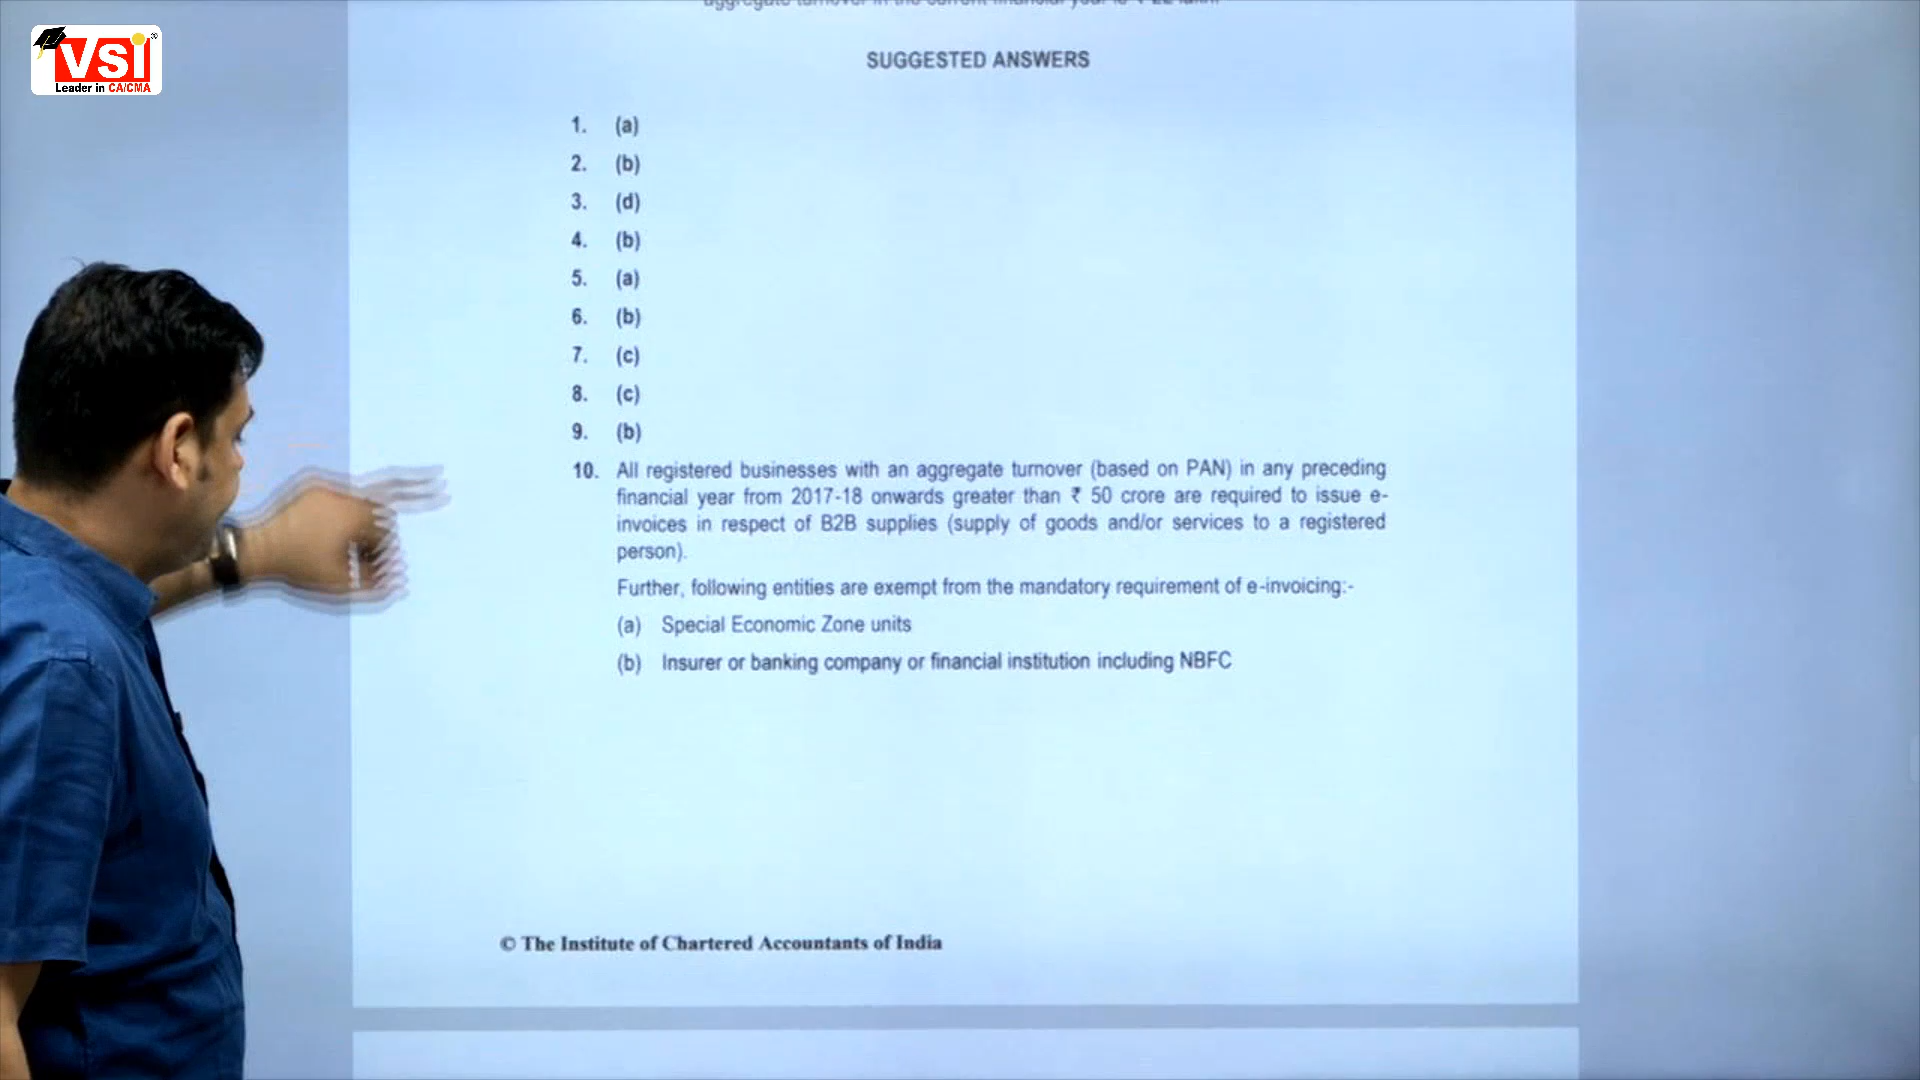 VSI
Leader in CA/CMA
SUGGESTED ANSWERS
1. (a)
2. (b)
3. (d)
4. (b)
5. (a)
6. (b)
7. (c)
8. (c)
9. (b)
10. All registered businesses with an aggregate turnover (based on PAN) in any preceding
financial year from 2017-18 onwards greater than ₹ 50 crore are required to issue e-
invoices in respect of B2B supplies (supply of goods and/or services to a registered
person).
Further, following entities are exempt from the mandatory requirement of e-invoicing:-
(a) Special Economic Zone units
(b) Insurer or banking company or financial institution including NBFC
© The Institute of Chartered Accountants of India